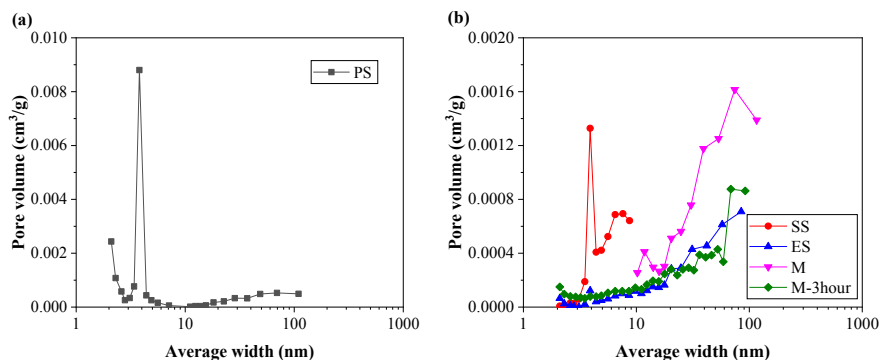 (a)
0.010
0.008
0.006
0.004
0.002
0.000
Pore volume (cm³/g)
1
10
100
1000
Average width (nm)
PS
(b)
0.0020
0.0016
0.0012
0.0008
0.0004
0.0000
Pore volume (cm³/g)
1
10
100
1000
Average width (nm)
SS
ES
M
M-3hour